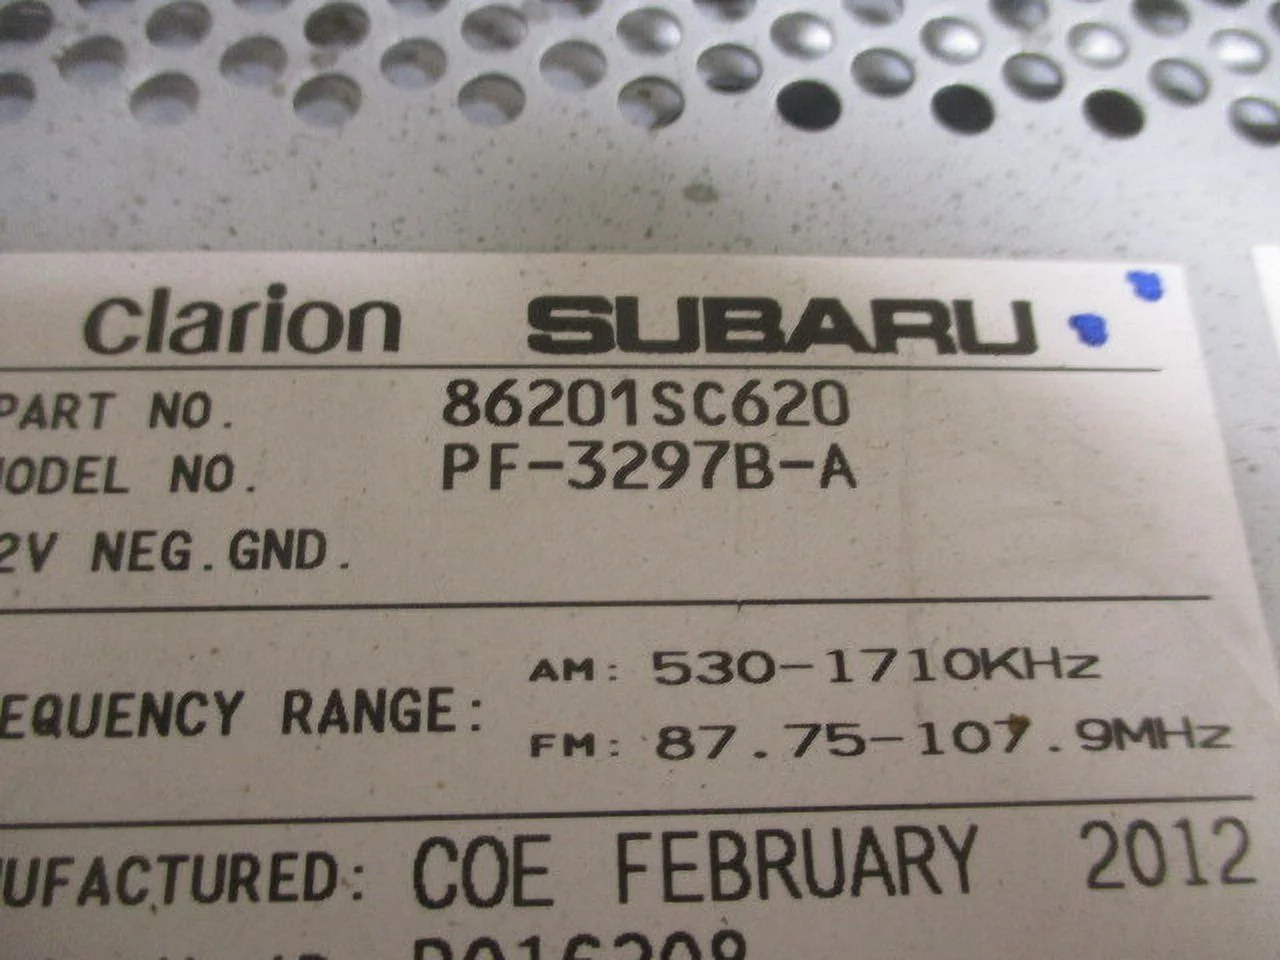 clarion SUBARU
PART NO. 86201SC620
MODEL NO. PF-3297B-A
2V NEG.GND.
EQUENCY RANGE: AM: 530-1710KHz
FM: 87.75-107.9MHz
UFACTURED: COE FEBRUARY 2012